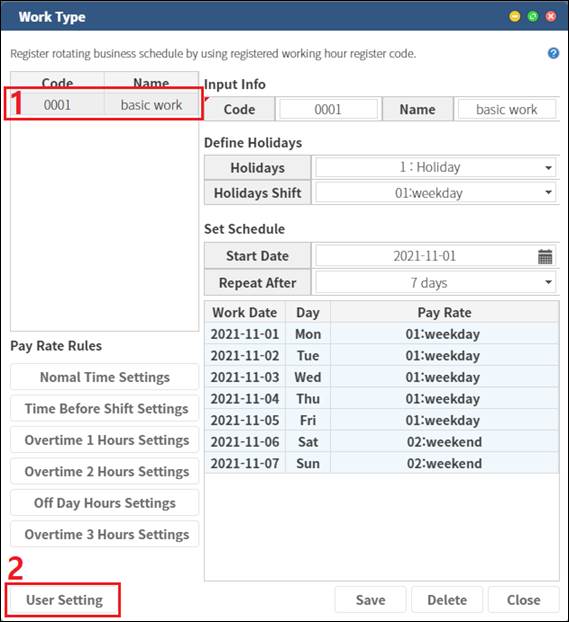 Work Type
Register rotating business schedule by using registered working hour register code.
?
Code Name
1 0001 basic work
Input Info
Code 0001 Name basic work
Define Holidays
Holidays 1 : Holiday
Holidays Shift 01:weekday
Set Schedule
Start Date 2021-11-01
Repeat After 7 days
Work Date Day Pay Rate
2021-11-01 Mon 01:weekday
2021-11-02 Tue 01:weekday
2021-11-03 Wed 01:weekday
2021-11-04 Thu 01:weekday
2021-11-05 Fri 01:weekday
2021-11-06 Sat 02:weekend
2021-11-07 Sun 02:weekend
Pay Rate Rules
Nomal Time Settings
Time Before Shift Settings
Overtime 1 Hours Settings
Overtime 2 Hours Settings
Off Day Hours Settings
Overtime 3 Hours Settings
2
User Setting
Save Delete Close